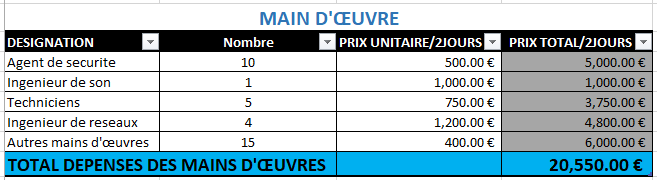 MAIN D'ŒUVRE
DESIGNATION Nombre PRIX UNITAIRE/2JOURS PRIX TOTAL/2JOURS
Agent de securite 10 500.00 € 5,000.00 €
Ingenieur de son 1 1,000.00 € 1,000.00 €
Techniciens 5 750.00 € 3,750.00 €
Ingenieur de reseaux 4 1,200.00 € 4,800.00 €
Autres mains d'œuvres 15 400.00 € 6,000.00 €
TOTAL DEPENSES DES MAINS D'ŒUVRES 20,550.00 €